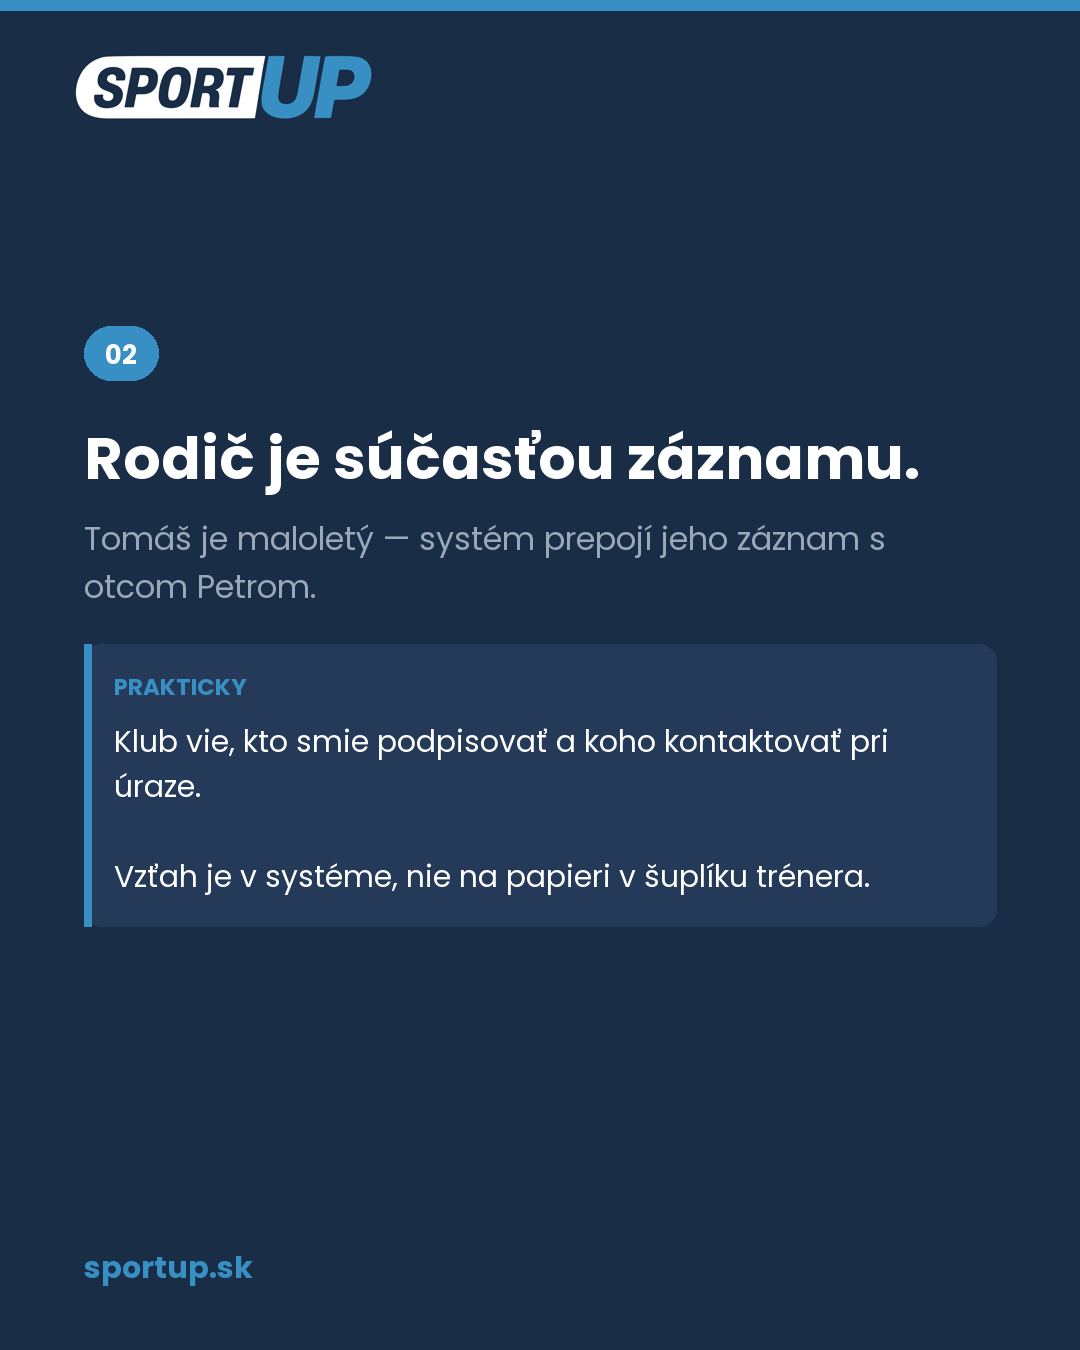 SPORTUP
02
Rodič je súčasťou záznamu.
Tomáš je maloletý — systém prepojí jeho záznam s
otcom Petrom.
PRAKTICKY
Klub vie, kto smie podpisovať a koho kontaktovať pri
úraze.
Vzťah je v systéme, nie na papieri v šuplíku trénera.
sportup.sk